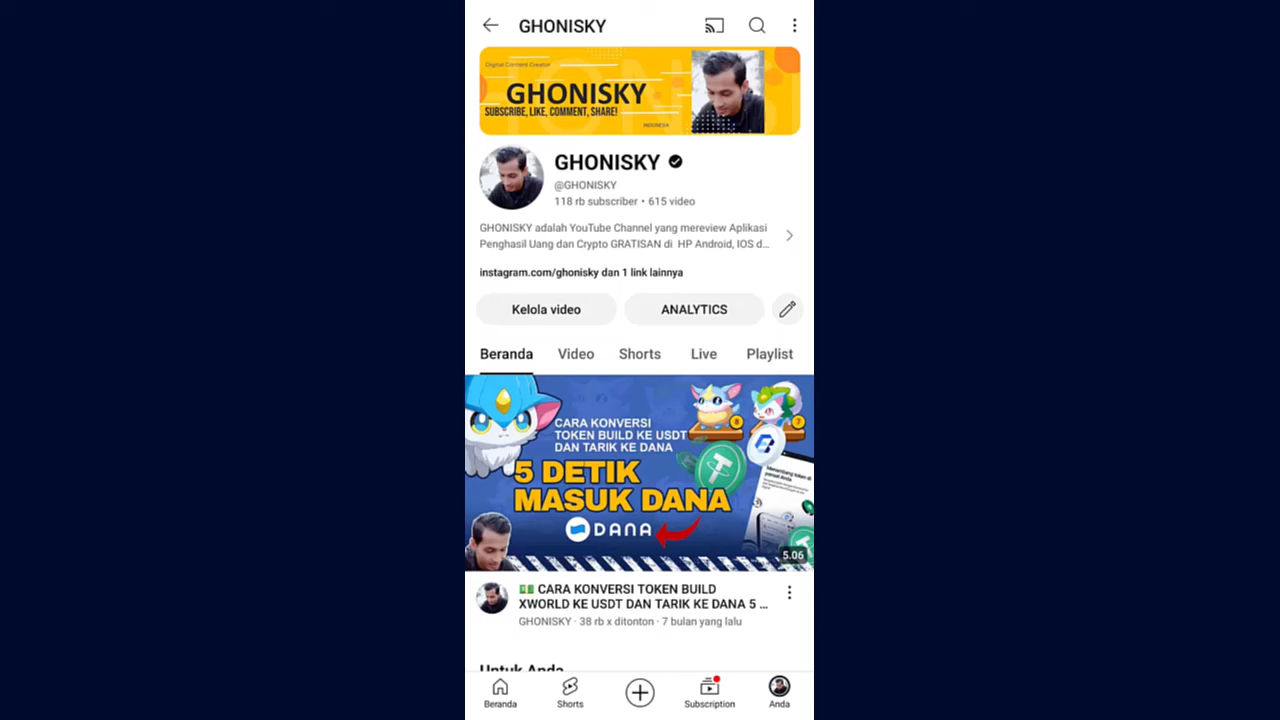 GHONISKY
Digital Content Creator
GHONISKY
SUBSCRIBE, LIKE, COMMENT, SHARE!
INDONESIA
GHONISKY
@GHONISKY
118 rb subscriber • 615 video
GHONISKY adalah YouTube Channel yang mereview Aplikasi
Penghasil Uang dan Crypto GRATISAN di HP Android, IOS d...
instagram.com/ghonisky dan 1 link lainnya
Kelola video
ANALYTICS
Beranda
Video
Shorts
Live
Playlist
CARA KONVERSI
TOKEN BUILD KE USDT
DAN TARIK KE DANA
5 DETIK
MASUK DANA
DANA
8
7
5.06
💵 CARA KONVERSI TOKEN BUILD
XWORLD KE USDT DAN TARIK KE DANA 5 ...
GHONISKY · 38 rb x ditonton · 7 bulan yang lalu
Untuk Anda
Beranda
Shorts
Subscription
Anda